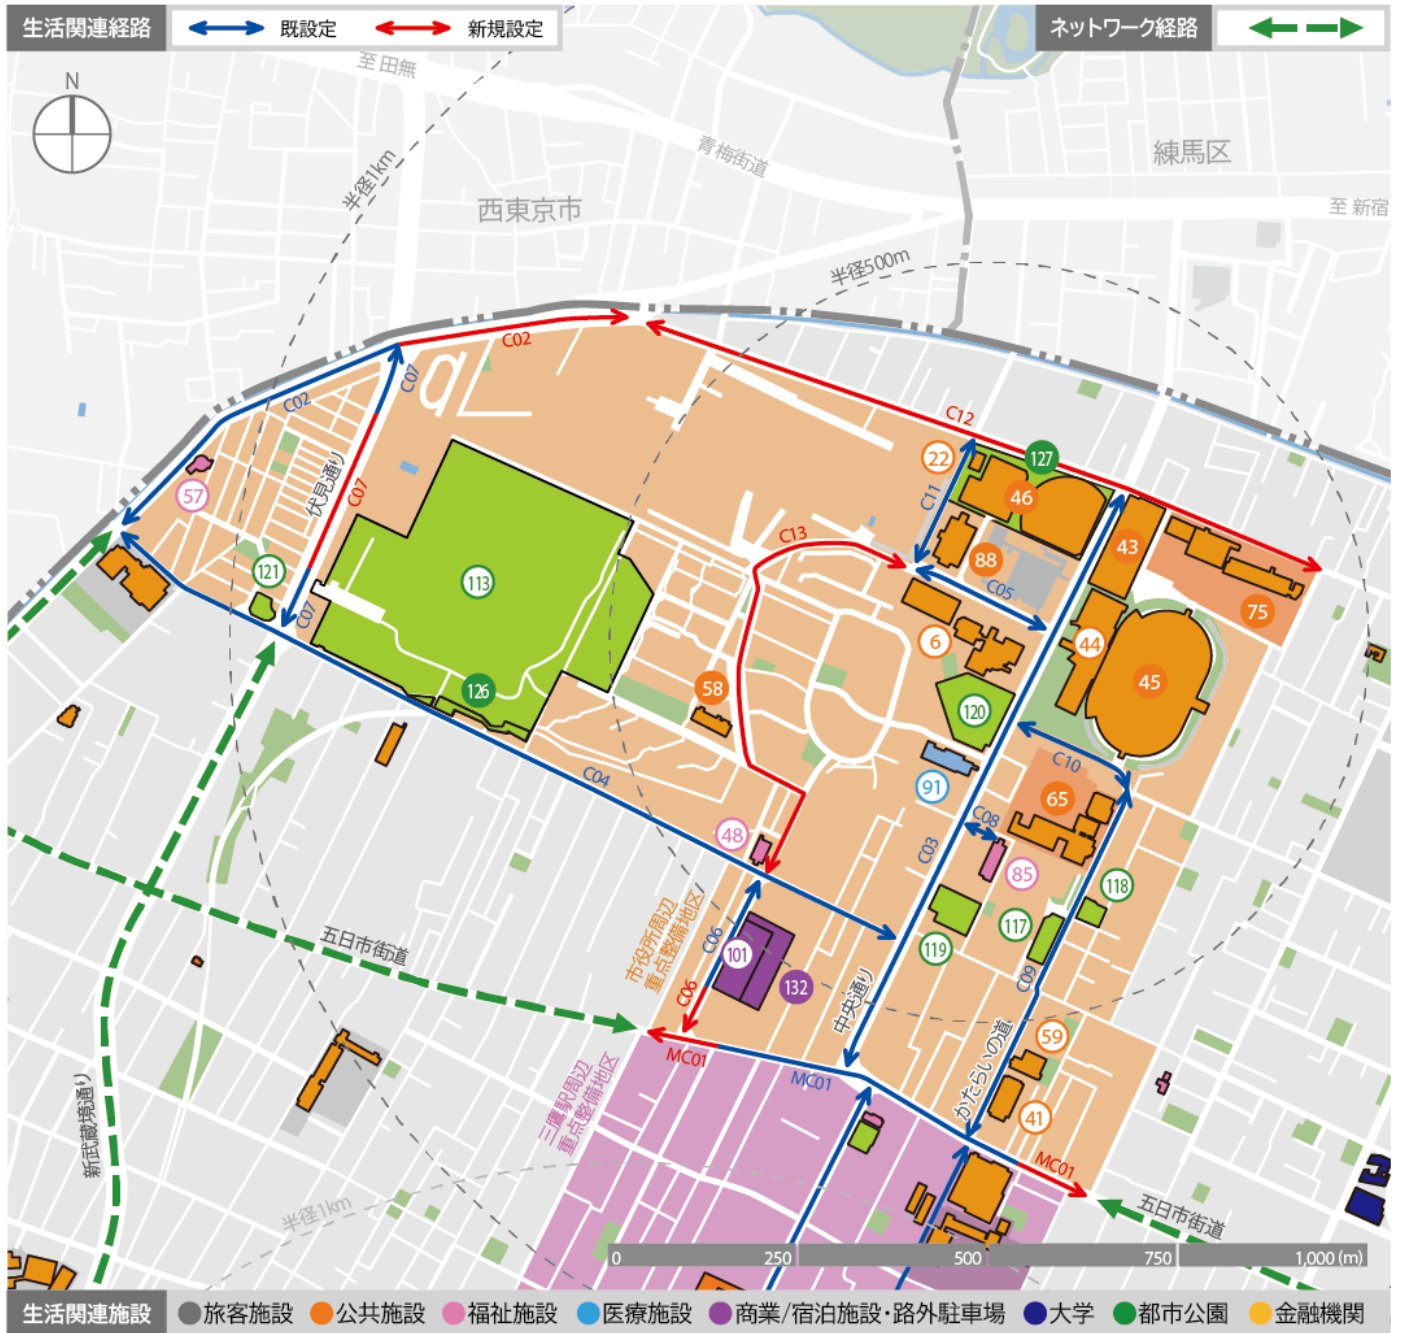 生活関連経路
既設定
新規設定
ネットワーク経路
N
至 田無
青梅街道
練馬区
半径1km
西東京市
至 新宿
半径500m
C02
C02
C07
C12
22
127
46
C11
57
伏見通り
C07
C13
43
88
C05
75
121
113
C07
6
44
45
126
58
120
C04
C10
91
65
48
C08
C03
85
118
市役所周辺
重点整備地区
C06
101
132
119
117
C09
五日市街道
C06
中央通り
MC01
MC01
かたらいの道
59
41
三鷹駅周辺
重点整備地区
新武蔵境通り
MC01
半径1km
五日市街道
0
250
500
750
1,000 (m)
生活関連施設
旅客施設
公共施設
福祉施設
医療施設
商業/宿泊施設・路外駐車場
大学
都市公園
金融機関